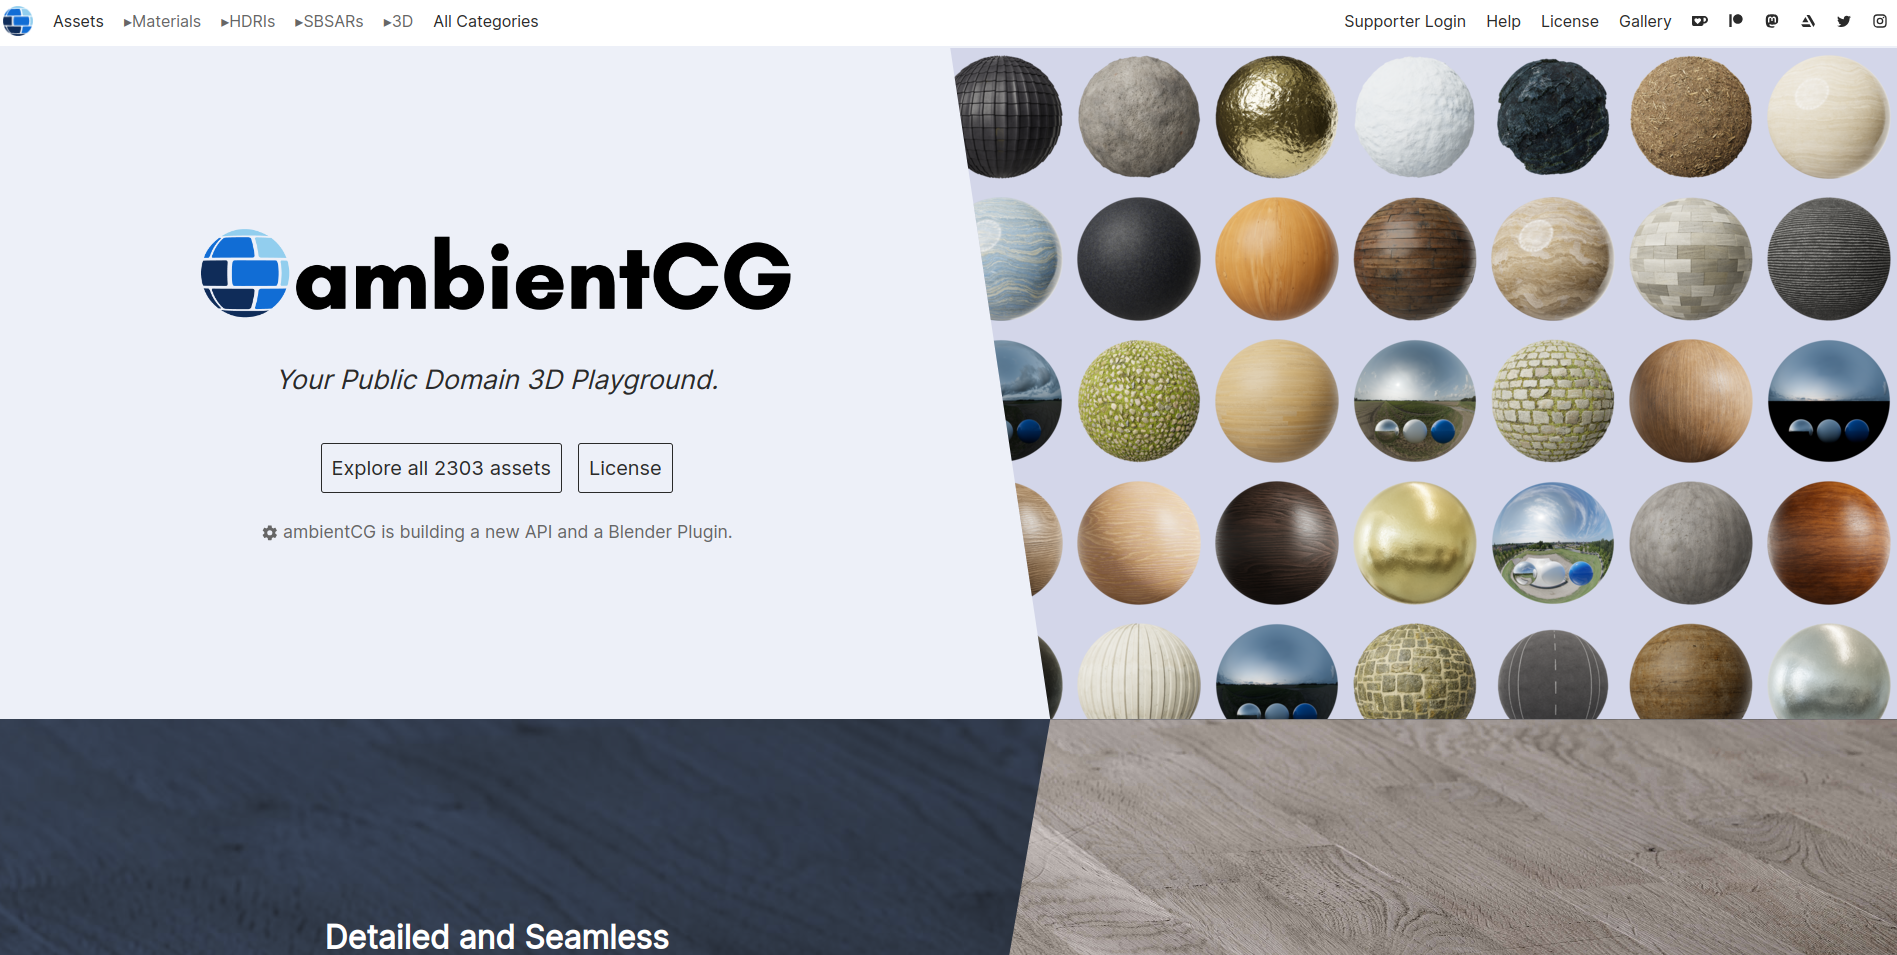 Assets ▸Materials ▸HDRIs ▸SBSARs ▸3D All Categories Supporter Login Help License Gallery
ambientCG
Your Public Domain 3D Playground.
Explore all 2303 assets License
ambientCG is building a new API and a Blender Plugin.
Detailed and Seamless